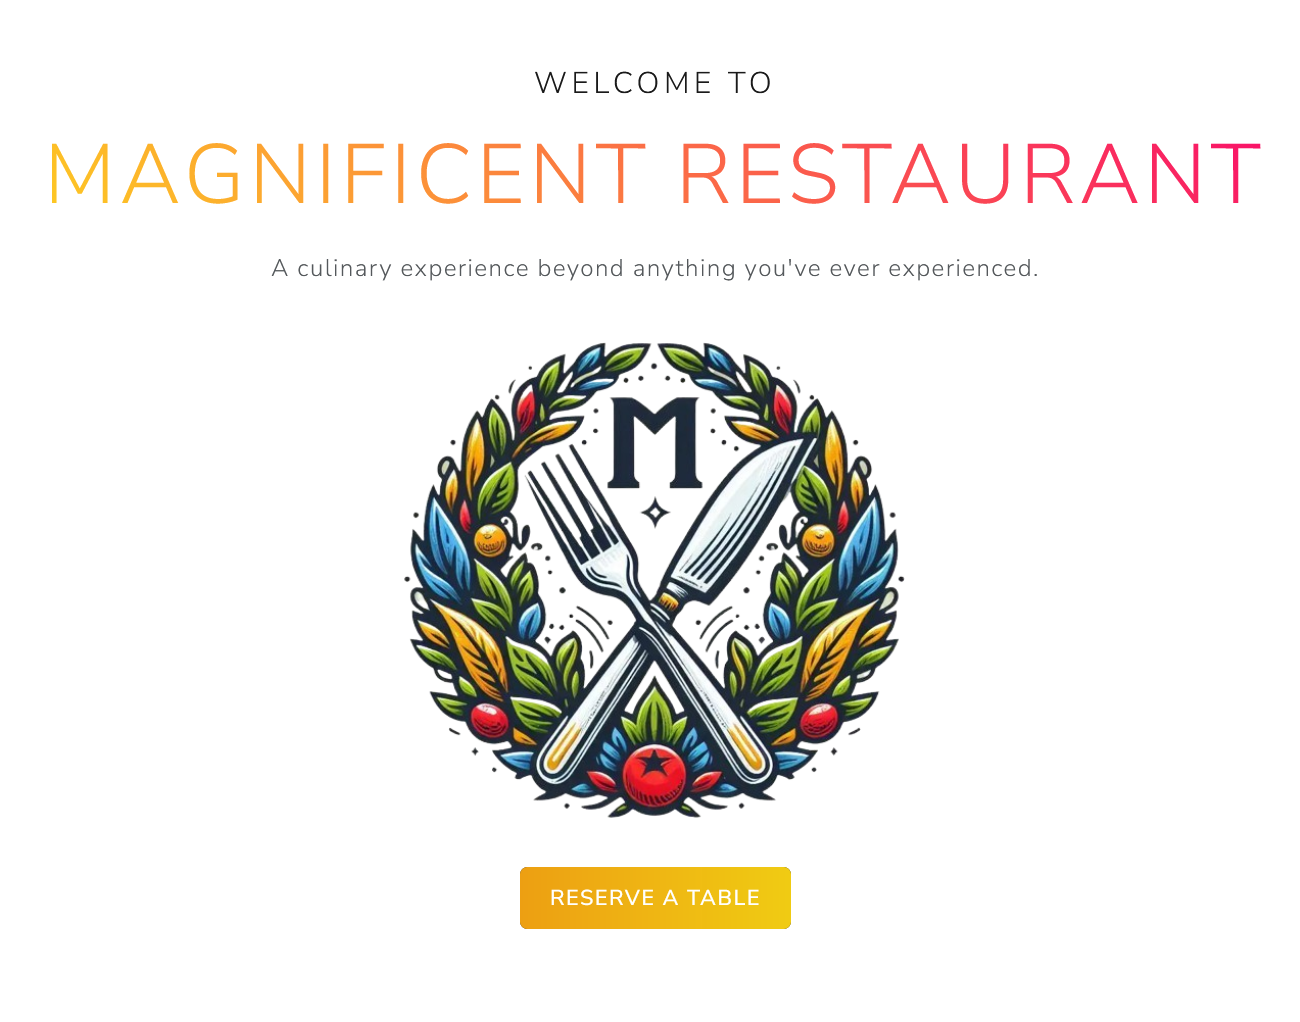 WELCOME TO
MAGNIFICENT RESTAURANT
A culinary experience beyond anything you've ever experienced.
M
RESERVE A TABLE